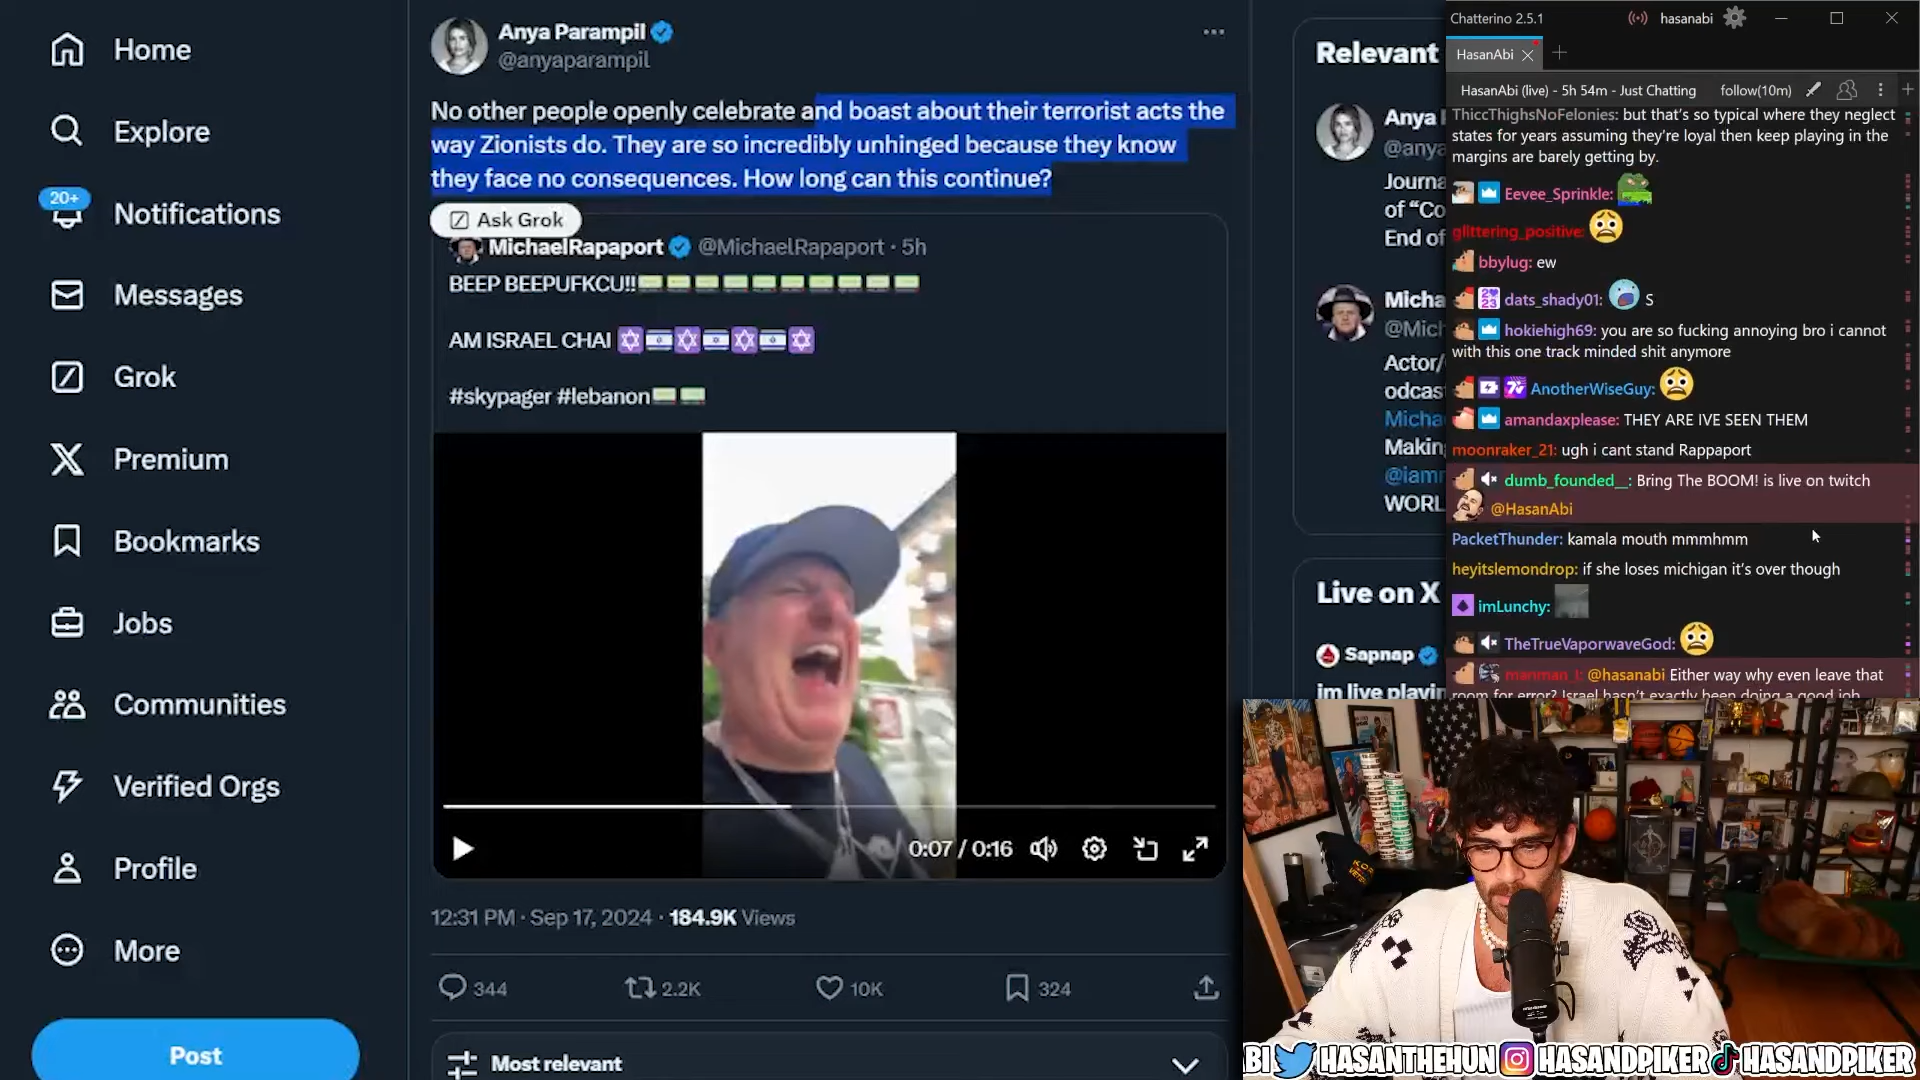 Home
Explore
20+
Notifications
Messages
Grok
Premium
Bookmarks
Jobs
Communities
Verified Orgs
Profile
More
Post
Anya Parampil
@anyaparampil
No other people openly celebrate and boast about their terrorist acts the
way Zionists do. They are so incredibly unhinged because they know
they face no consequences. How long can this continue?
Ask Grok
MichaelRapaport @MichaelRapaport · 5h
BEEP BEEPUFKCU!!
AM ISRAEL CHAI
#skypager #lebanon
0:07 / 0:16
12:31 PM · Sep 17, 2024 · 184.9K Views
344
2.2K
10K
324
Most relevant
Relevant
Anya
@anya
Journa
of “Co
End of
Micha
@Mich
Actor/
odcas
Micha
Makin
@iamr
WORL
Live on X
Sapnap
im live playin
Chatterino 2.5.1
hasanabi
HasanAbi
HasanAbi (live) - 5h 54m - Just Chatting
follow(10m)
ThiccThighsNoFelonies: but that’s so typical where they neglect
states for years assuming they’re loyal then keep playing in the
margins are barely getting by.
Eevee_Sprinkle:
glittering_positive:
bbylug: ew
dats_shady01: S
hokiehigh69: you are so fucking annoying bro i cannot
with this one track minded shit anymore
AnotherWiseGuy:
amandaxplease: THEY ARE IVE SEEN THEM
moonraker_21: ugh i cant stand Rappaport
dumb_founded__: Bring The BOOM! is live on twitch
@HasanAbi
PacketThunder: kamala mouth mmmhmm
heyitslemondrop: if she loses michigan it’s over though
imLunchy:
TheTrueVaporwaveGod:
manman_i: @hasanabi Either way why even leave that
room for error? Israel hasn’t exactly been doing a good job
BI HASANTHEHUN HASANDPIKER HASANDPIKER